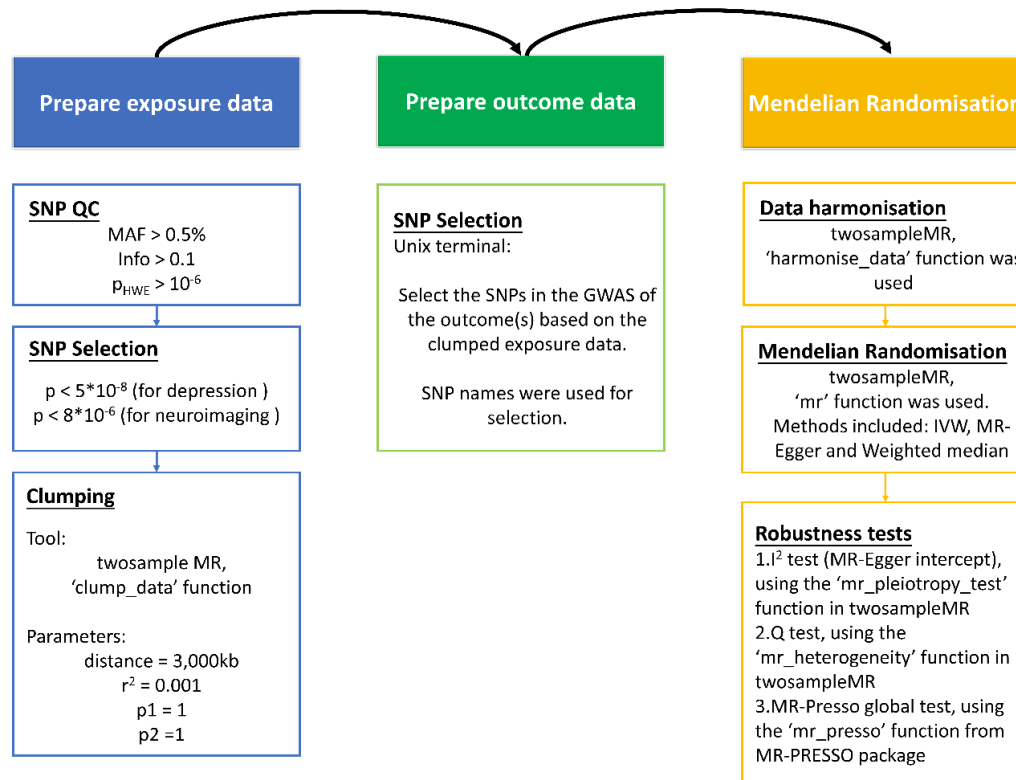 Prepare exposure data
Prepare outcome data
Mendelian Randomisation
SNP QC
MAF > 0.5%
Info > 0.1
pHWE > 10-6
SNP Selection
p < 5*10-8 (for depression )
p < 8*10-6 (for neuroimaging )
Clumping
Tool:
twosample MR,
‘clump_data’ function
Parameters:
distance = 3,000kb
r2 = 0.001
p1 = 1
p2 =1
SNP Selection
Unix terminal:
Select the SNPs in the GWAS of
the outcome(s) based on the
clumped exposure data.
SNP names were used for
selection.
Data harmonisation
twosampleMR,
‘harmonise_data’ function was
used
Mendelian Randomisation
twosampleMR,
‘mr’ function was used.
Methods included: IVW, MR-
Egger and Weighted median
Robustness tests
1.I2 test (MR-Egger intercept),
using the ‘mr_pleiotropy_test’
function in twosampleMR
2.Q test, using the
‘mr_heterogeneity’ function in
twosampleMR
3.MR-Presso global test, using
the ‘mr_presso’ function from
MR-PRESSO package